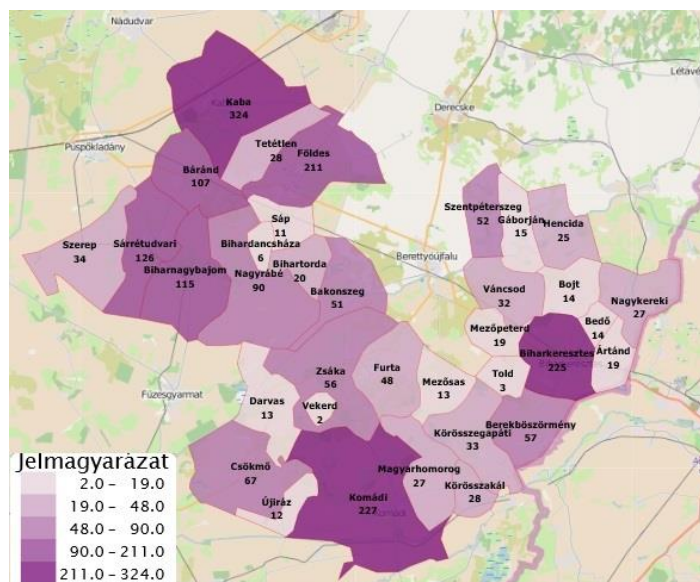 Nádudvar
Kaba
324
Létavé
Derecske
Püspökladány
Tetétlen
28
Földes
211
Báránd
107
Szentpéterszeg
52
Gáborján
15
Hencida
25
Sáp
11
Szerep
34
Sárrétudvari
126
Bihardancsháza
6
Berettyóújfalu
Biharnagybajom
115
Nagyrábé
90
Bihartorda
20
Bakonszeg
51
Váncsod
32
Bojt
14
Nagykereki
27
Mezőpeterd
19
Bedő
14
Biharkeresztes
225
Ártánd
19
Zsáka
56
Furta
48
Mezősas
13
Told
3
Füzesgyarmat
Darvas
13
Vekerd
2
Körösszegapáti
33
Berekböszörmény
57
Csökmő
67
Magyarhomorog
27
Körösszakál
28
Újiráz
12
Komádi
227
Jelmagyarázat
2.0 - 19.0
19.0 - 48.0
48.0 - 90.0
90.0 - 211.0
211.0 - 324.0